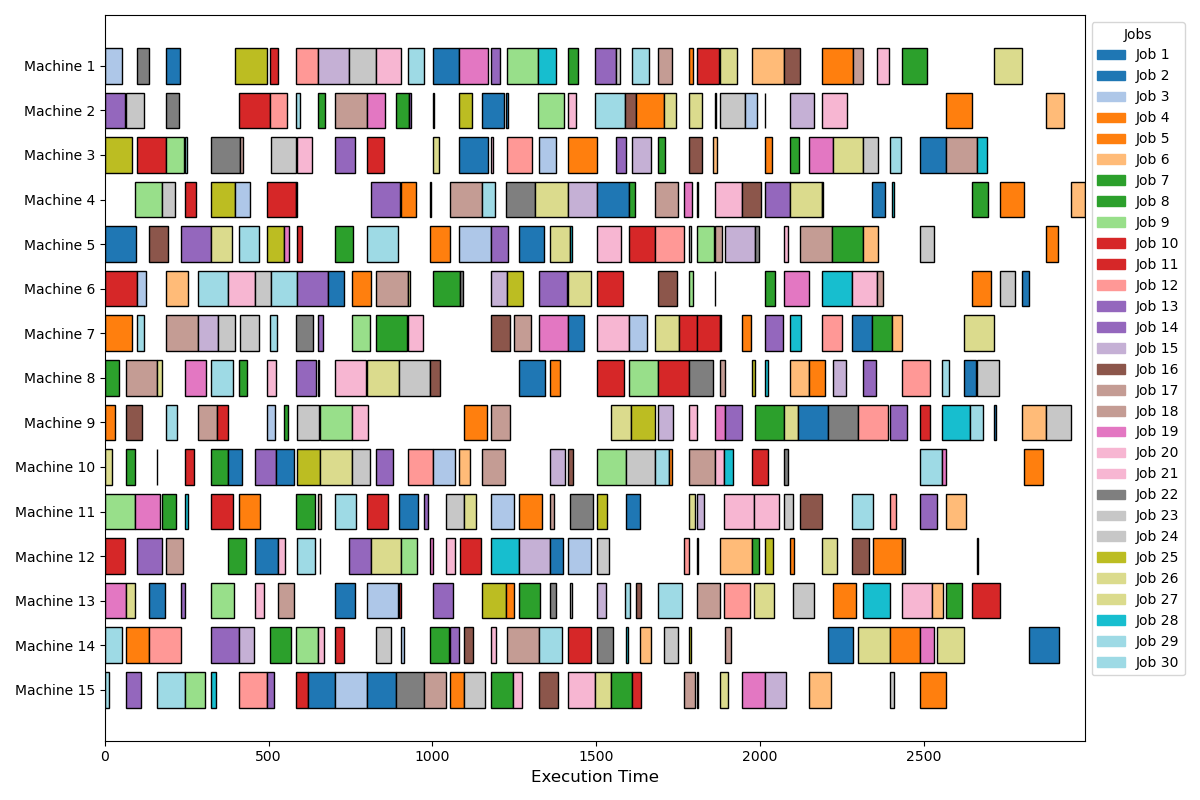 Machine 1
Machine 2
Machine 3
Machine 4
Machine 5
Machine 6
Machine 7
Machine 8
Machine 9
Machine 10
Machine 11
Machine 12
Machine 13
Machine 14
Machine 15
0 500 1000 1500 2000 2500
Execution Time
Jobs
Job 1
Job 2
Job 3
Job 4
Job 5
Job 6
Job 7
Job 8
Job 9
Job 10
Job 11
Job 12
Job 13
Job 14
Job 15
Job 16
Job 17
Job 18
Job 19
Job 20
Job 21
Job 22
Job 23
Job 24
Job 25
Job 26
Job 27
Job 28
Job 29
Job 30